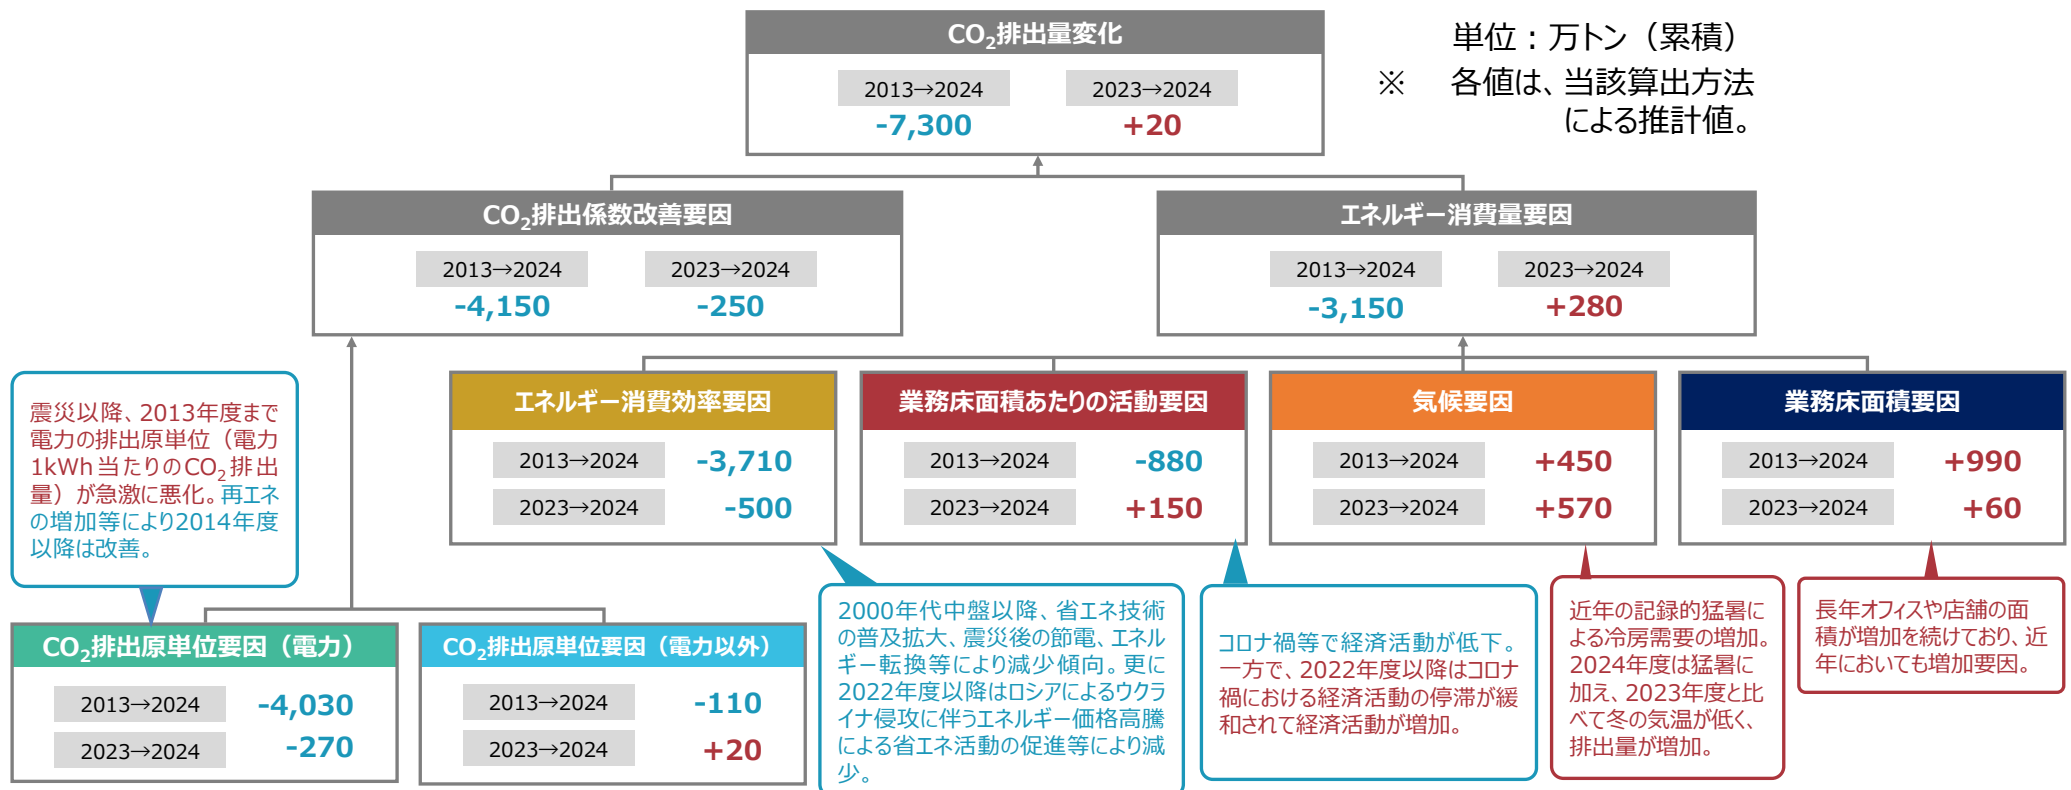 CO₂排出量変化
2013→2024
2023→2024
-7,300
+20
単位：万トン（累積）
※ 各値は、当該算出方法
による推計値。
CO₂排出係数改善要因
2013→2024
2023→2024
-4,150
-250
エネルギー消費量要因
2013→2024
2023→2024
-3,150
+280
震災以降、2013年度まで
電力の排出原単位（電力
1kWh当たりのCO₂排出
量）が急激に悪化。再エネ
の増加等により2014年度
以降は改善。
エネルギー消費効率要因
2013→2024 -3,710
2023→2024 -500
業務床面積あたりの活動要因
2013→2024 -880
2023→2024 +150
気候要因
2013→2024 +450
2023→2024 +570
業務床面積要因
2013→2024 +990
2023→2024 +60
CO₂排出原単位要因（電力）
2013→2024 -4,030
2023→2024 -270
CO₂排出原単位要因（電力以外）
2013→2024 -110
2023→2024 +20
2000年代中盤以降、省エネ技術
の普及拡大、震災後の節電、エネル
ギー転換等により減少傾向。更に
2022年度以降はロシアによるウクラ
イナ侵攻に伴うエネルギー価格高騰
による省エネ活動の促進等により減
少。
コロナ禍等で経済活動が低下。
一方で、2022年度以降はコロナ
禍における経済活動の停滞が緩
和されて経済活動が増加。
近年の記録的猛暑に
よる冷房需要の増加。
2024年度は猛暑に
加え、2023年度と比
べて冬の気温が低く、
排出量が増加。
長年オフィスや店舗の面
積が増加を続けており、近
年においても増加要因。